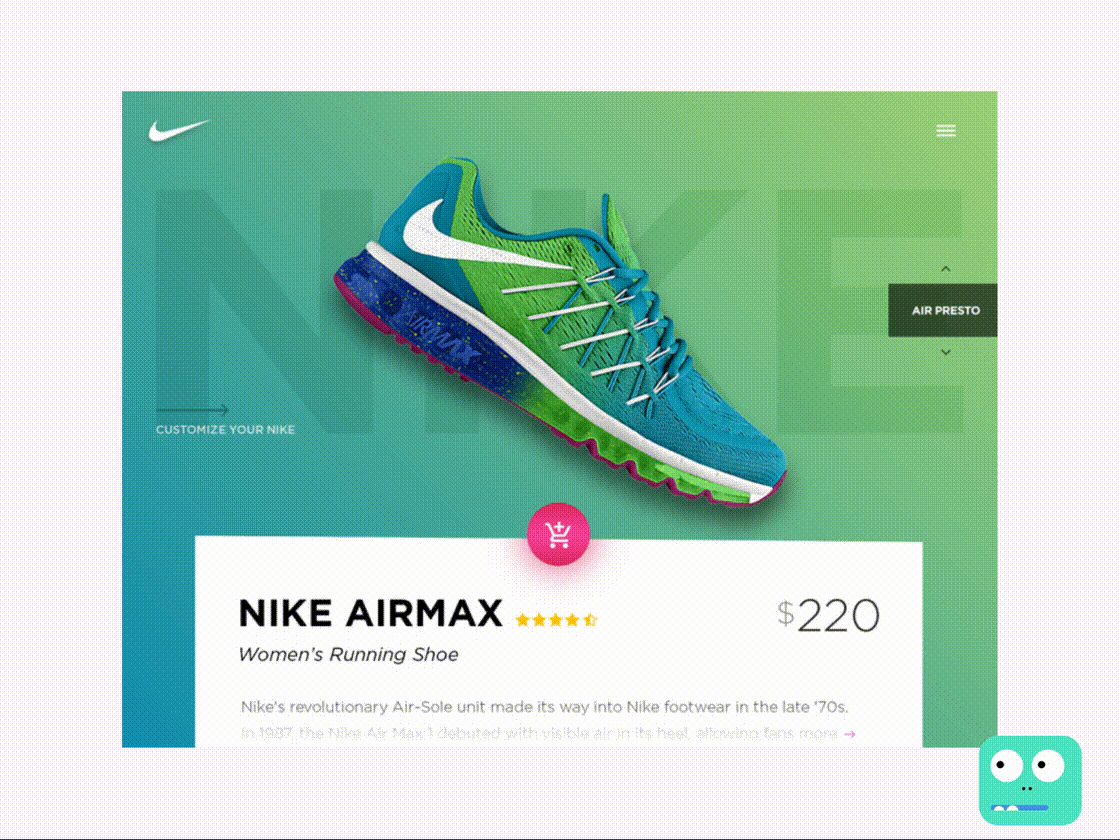 NIKE
AIRMAX
AIR PRESTO
CUSTOMIZE YOUR NIKE
NIKE AIRMAX
$220
Women's Running Shoe
Nike's revolutionary Air-Sole unit made its way into Nike footwear in the late '70s.
In 1987, the Nike Air Max 1 debuted with visible air in its heel, allowing fans more →